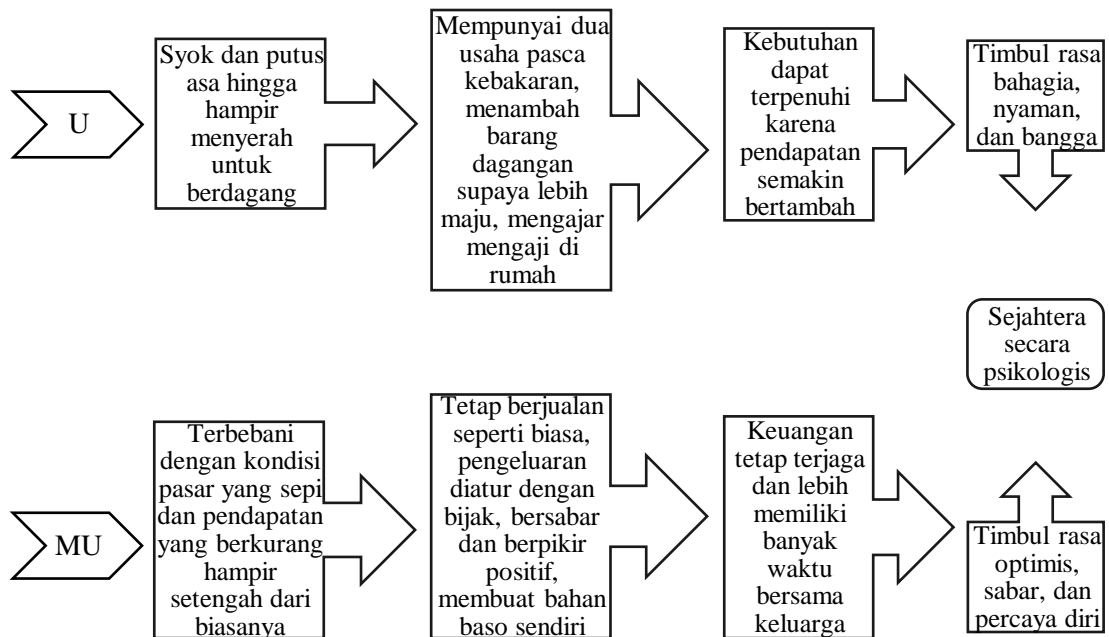 U
Syok dan putus
asa hingga
hampir
menyerah
untuk
berdagang
Mempunyai dua
usaha pasca
kebakaran,
menambah
barang
dagangan
supaya lebih
maju, mengajar
mengaji di
rumah
Kebutuhan
dapat
terpenuhi
karena
pendapatan
semakin
bertambah
Timbul rasa
bahagia,
nyaman,
dan bangga
Sejahtera
secara
psikologis
MU
Terbebani
dengan kondisi
pasar yang sepi
dan pendapatan
yang berkurang
hampir
setengah dari
biasanya
Tetap berjualan
seperti biasa,
pengeluaran
diatur dengan
bijak, bersabar
dan berpikir
positif,
membuat bahan
baso sendiri
Keuangan
tetap terjaga
dan lebih
memiliki
banyak
waktu
bersama
keluarga
Timbul rasa
optimis,
sabar, dan
percaya diri